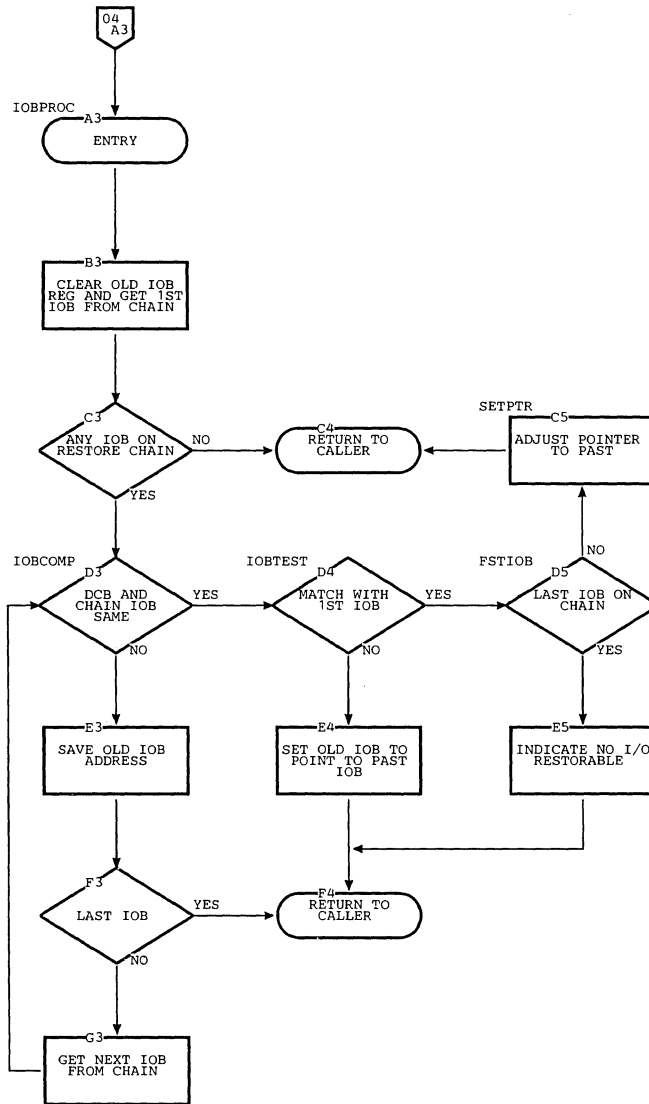 04
A3
IOBPROC
A3
ENTRY
B3
CLEAR OLD IOB
REG AND GET 1ST
IOB FROM CHAIN
C3
ANY IOB ON
RESTORE CHAIN
NO
YES
C4
RETURN TO
CALLER
SETPTR
C5
ADJUST POINTER
TO PAST
IOBCOMP
D3
DCB AND
CHAIN IOB
SAME
YES
NO
IOBTEST
D4
MATCH WITH
1ST IOB
YES
NO
FSTIOB
D5
LAST IOB ON
CHAIN
NO
YES
E3
SAVE OLD IOB
ADDRESS
E4
SET OLD IOB TO
POINT TO PAST
IOB
E5
INDICATE NO I/O
RESTORABLE
F3
LAST IOB
YES
NO
F4
RETURN TO
CALLER
G3
GET NEXT IOB
FROM CHAIN